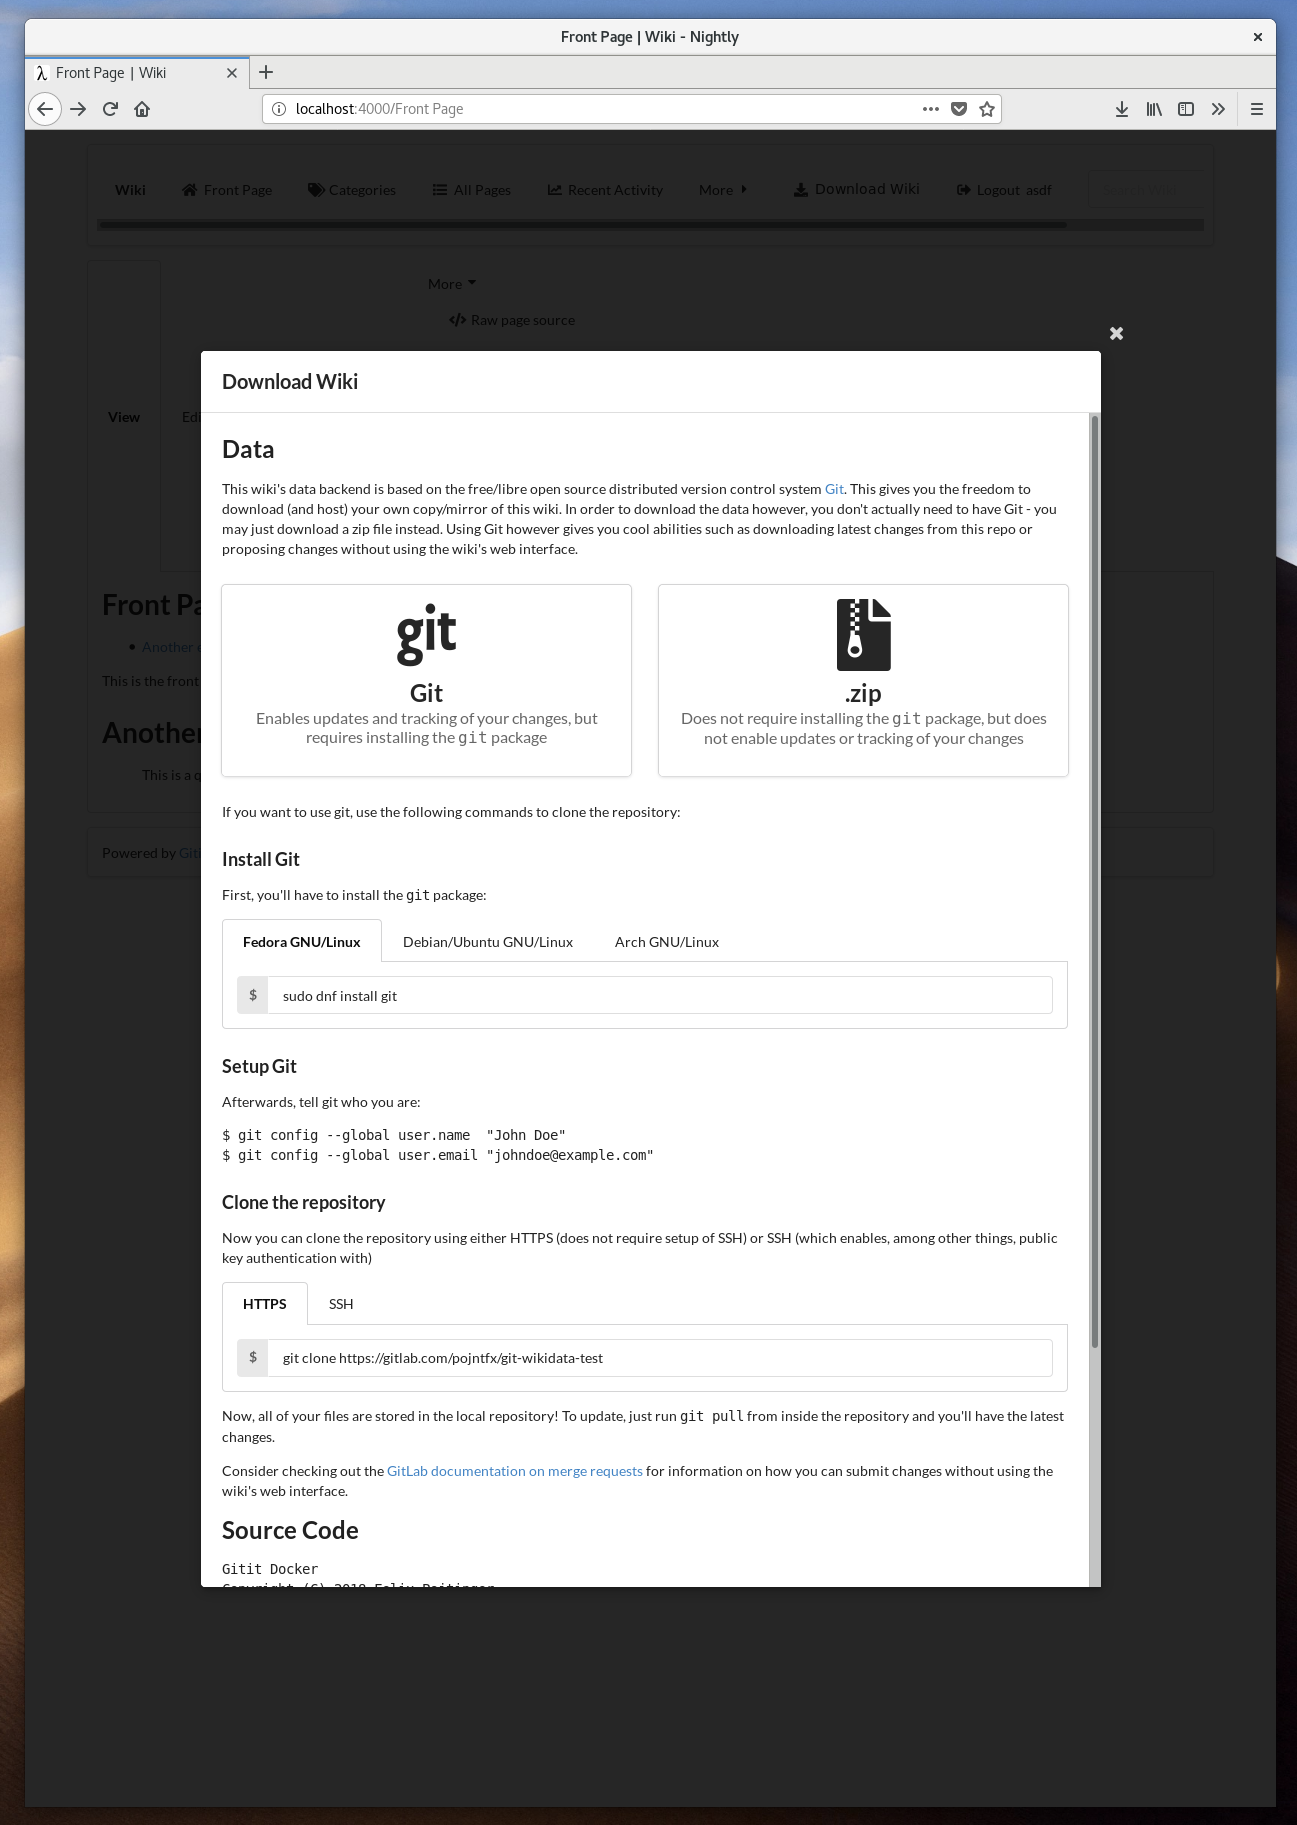 Front Page | Wiki - Nightly
λ Front Page | Wiki
localhost:4000/Front Page
Wiki Front Page Categories All Pages Recent Activity More Download Wiki Logout asdf Search Wiki
More
Raw page source
View Edi
Download Wiki
Data
This wiki's data backend is based on the free/libre open source distributed version control system Git. This gives you the freedom to
download (and host) your own copy/mirror of this wiki. In order to download the data however, you don't actually need to have Git - you
may just download a zip file instead. Using Git however gives you cool abilities such as downloading latest changes from this repo or
proposing changes without using the wiki's web interface.
git
Git
Enables updates and tracking of your changes, but
requires installing the git package
.zip
Does not require installing the git package, but does
not enable updates or tracking of your changes
Front Pa
Another
This is the front
Another
This is a q
Powered by Giti
If you want to use git, use the following commands to clone the repository:
Install Git
First, you'll have to install the git package:
Fedora GNU/Linux Debian/Ubuntu GNU/Linux Arch GNU/Linux
$ sudo dnf install git
Setup Git
Afterwards, tell git who you are:
$ git config --global user.name  "John Doe"
$ git config --global user.email "johndoe@example.com"
Clone the repository
Now you can clone the repository using either HTTPS (does not require setup of SSH) or SSH (which enables, among other things, public
key authentication with)
HTTPS SSH
$ git clone https://gitlab.com/pojntfx/git-wikidata-test
Now, all of your files are stored in the local repository! To update, just run git pull from inside the repository and you'll have the latest
changes.
Consider checking out the GitLab documentation on merge requests for information on how you can submit changes without using the
wiki's web interface.
Source Code
Gitit Docker
Copyright (C) 2018 Felix Pojtinger